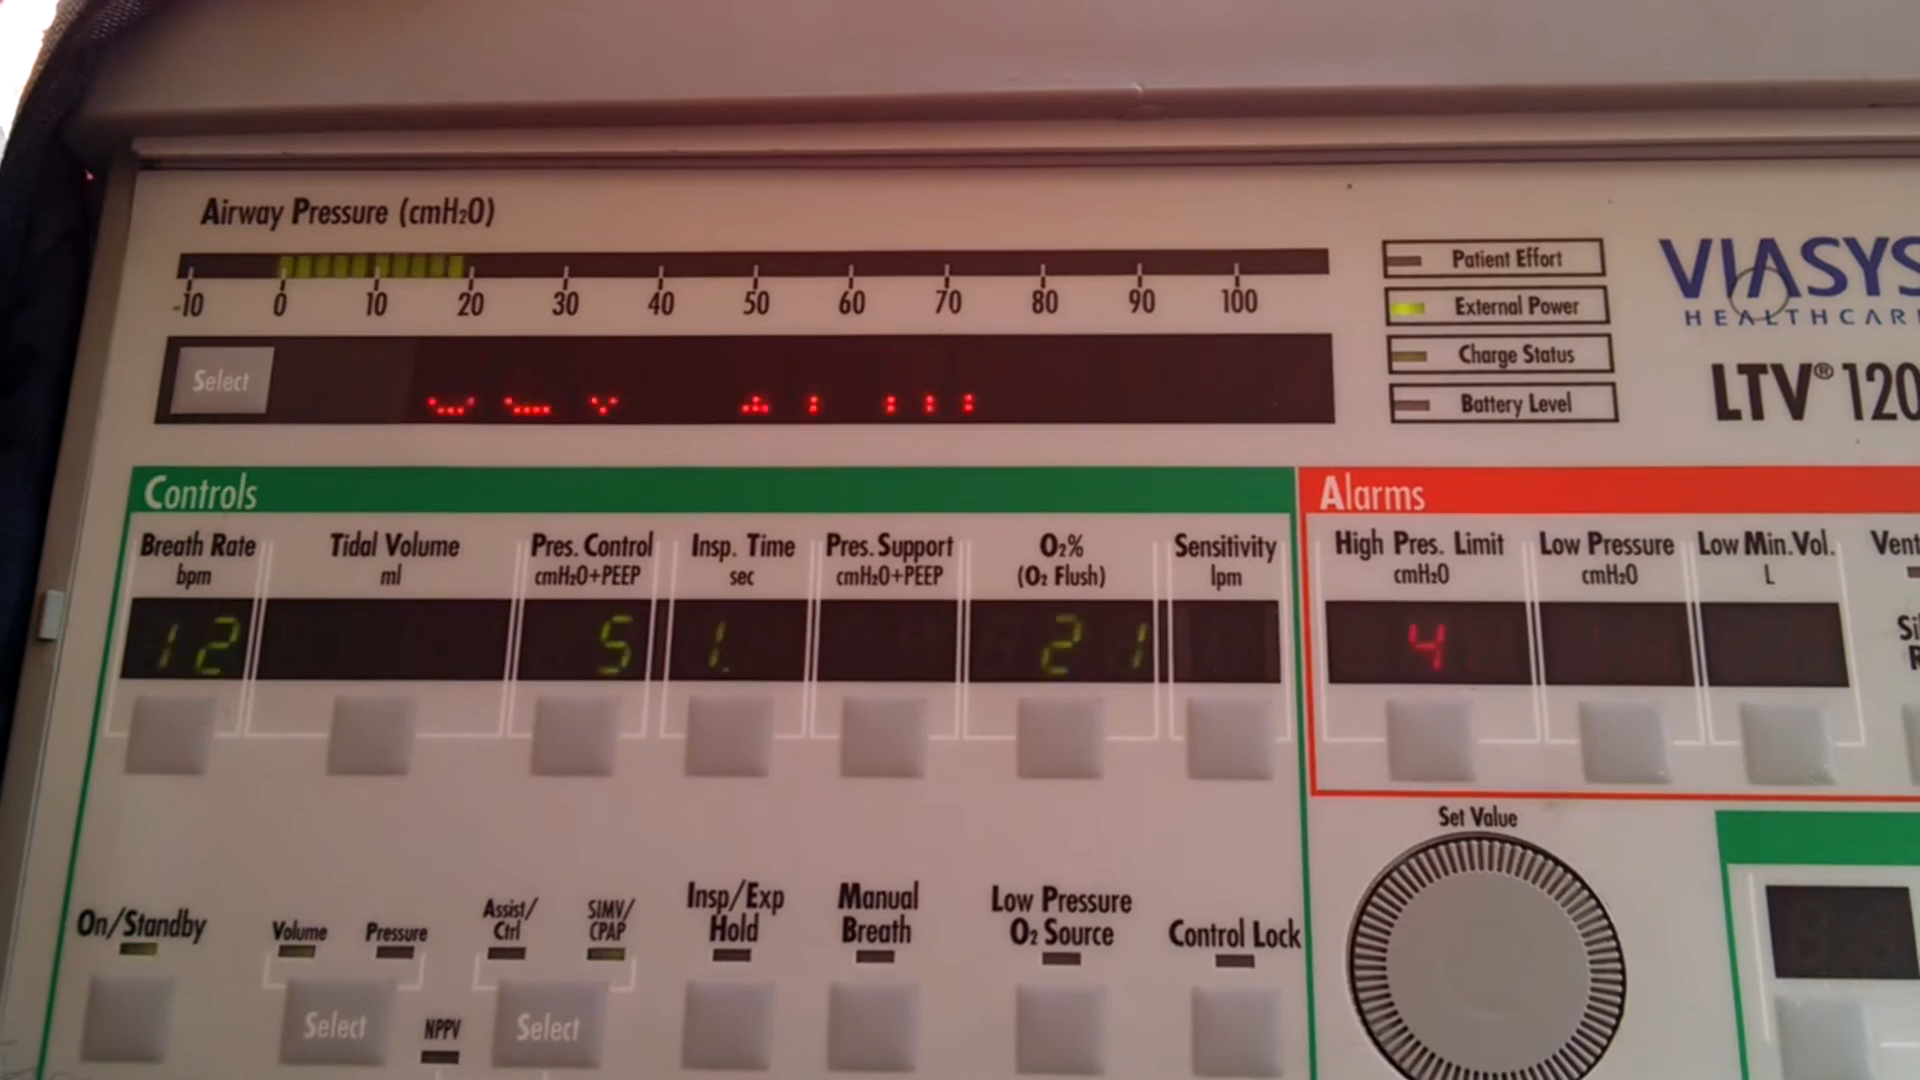 Airway Pressure (cmH₂O)
-10 0 10 20 30 40 50 60 70 80 90 100
Patient Effort
External Power
Charge Status
Battery Level
VIASYS
HEALTHCAR
LTV® 120
Select
Controls
Alarms
Breath Rate
bpm
Tidal Volume
ml
Pres. Control
cmH₂O+PEEP
Insp. Time
sec
Pres. Support
cmH₂O+PEEP
O₂%
(O₂ Flush)
Sensitivity
lpm
High Pres. Limit
cmH₂O
Low Pressure
cmH₂O
Low Min. Vol.
L
Vent
12
5
1.
21
4
Set Value
On/Standby
Volume
Pressure
Assist/
Ctrl
SIMV/
CPAP
Insp/Exp
Hold
Manual
Breath
Low Pressure
O₂ Source
Control Lock
Select
NPPV
Select